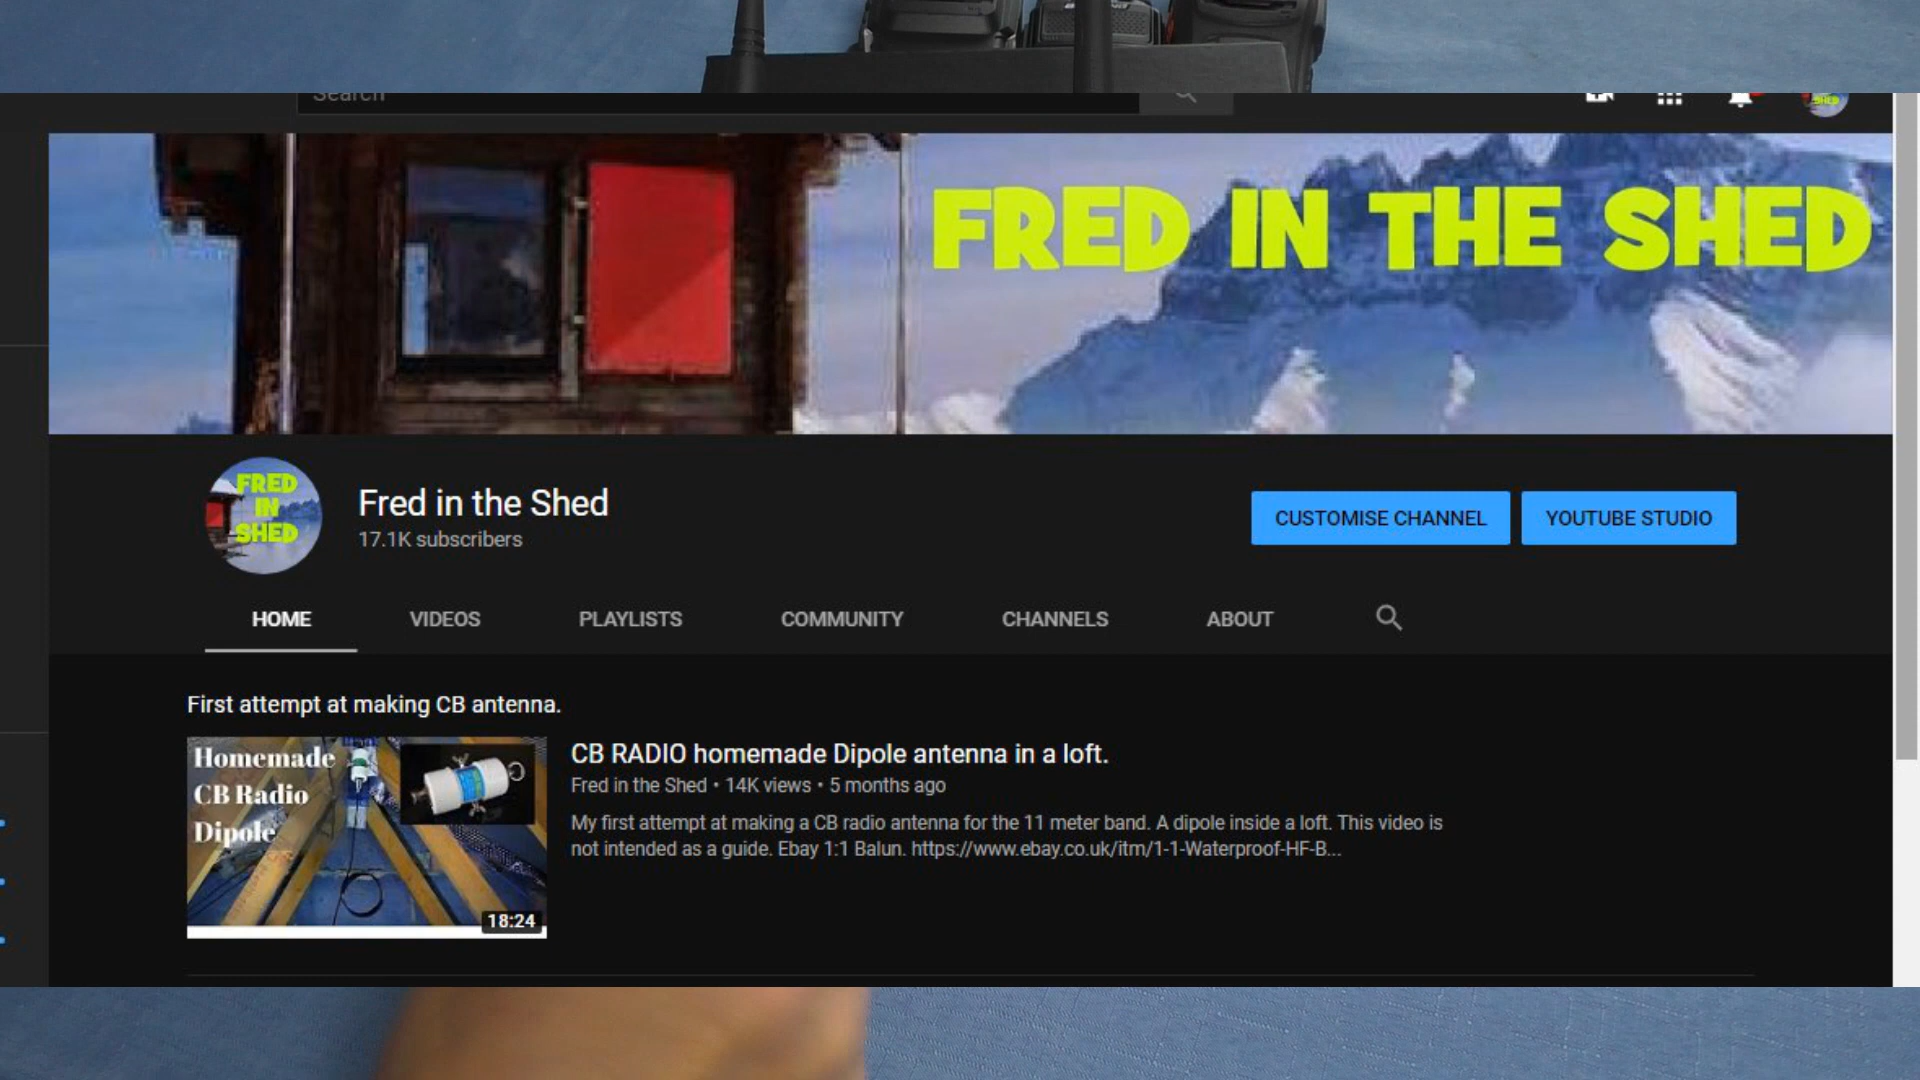 Search
FRED IN THE SHED
FRED
IN
SHED
Fred in the Shed
17.1K subscribers
CUSTOMISE CHANNEL
YOUTUBE STUDIO
HOME
VIDEOS
PLAYLISTS
COMMUNITY
CHANNELS
ABOUT
First attempt at making CB antenna.
Homemade
CB Radio
Dipole
18:24
CB RADIO homemade Dipole antenna in a loft.
Fred in the Shed • 14K views • 5 months ago
My first attempt at making a CB radio antenna for the 11 meter band. A dipole inside a loft. This video is
not intended as a guide. Ebay 1:1 Balun. https://www.ebay.co.uk/itm/1-1-Waterproof-HF-B...